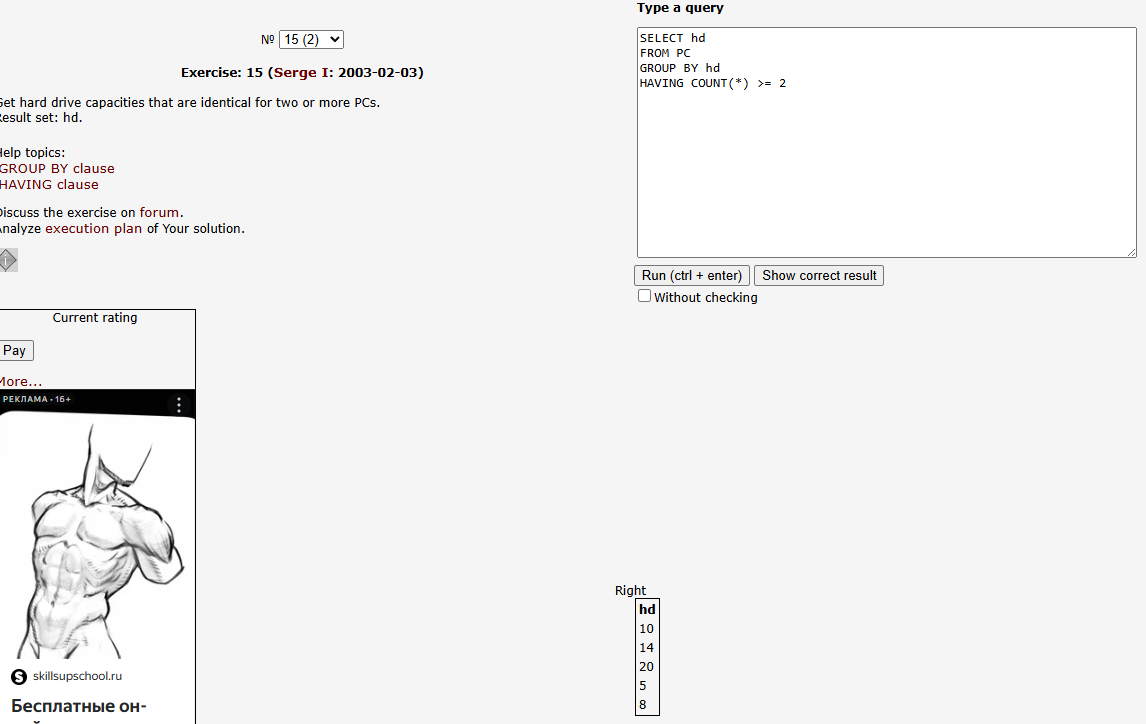 № 15 (2)
Exercise: 15 (Serge I: 2003-02-03)
Get hard drive capacities that are identical for two or more PCs.
Result set: hd.
Help topics:
GROUP BY clause
HAVING clause
Discuss the exercise on forum.
Analyze execution plan of Your solution.
Current rating
Pay
More...
РЕКЛАМА • 16+
S skillsupschool.ru
Бесплатные он-
Type a query
SELECT hd
FROM PC
GROUP BY hd
HAVING COUNT(*) >= 2
Run (ctrl + enter) Show correct result
Without checking
Right
hd
10
14
20
5
8